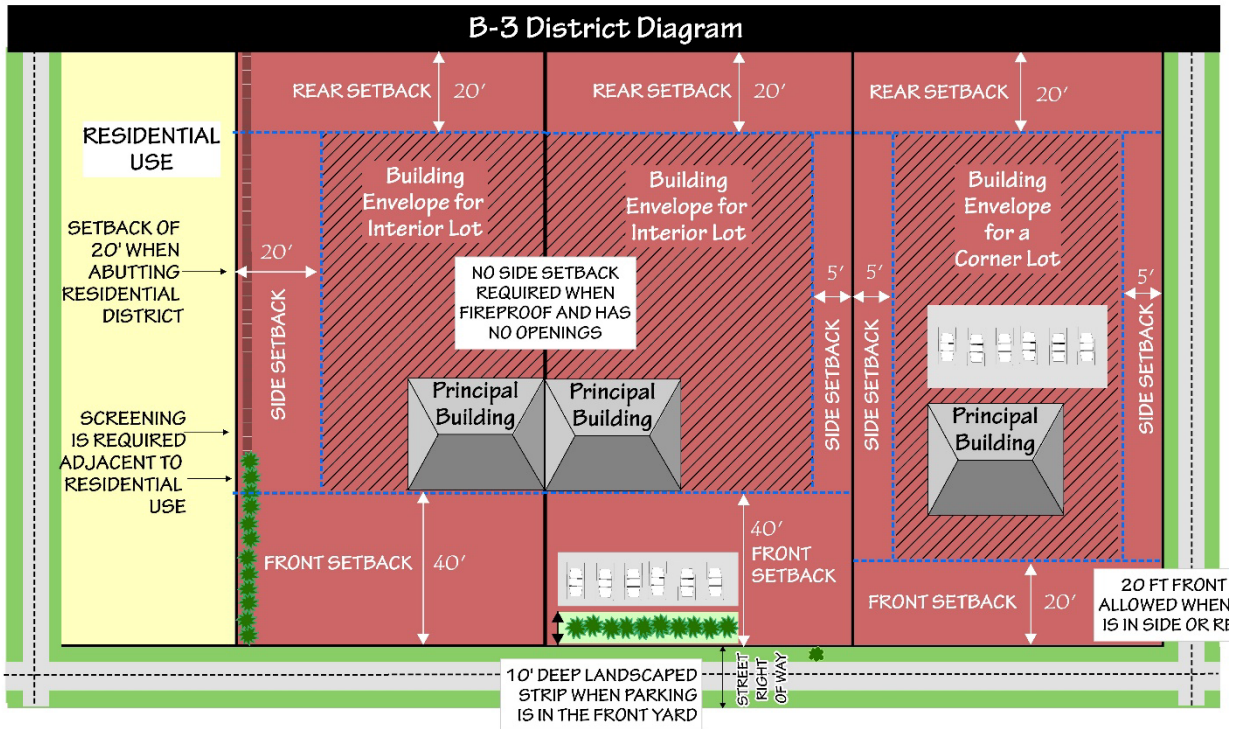 B-3 District Diagram
REAR SETBACK 20'
REAR SETBACK 20'
REAR SETBACK 20'
RESIDENTIAL
USE
Building
Envelope for
Interior Lot
Building
Envelope for
Interior Lot
Building
Envelope
for a
Corner Lot
SETBACK OF
20' WHEN
ABUTTING
RESIDENTIAL
DISTRICT
20'
SIDE SETBACK
NO SIDE SETBACK
REQUIRED WHEN
FIREPROOF AND HAS
NO OPENINGS
5'
SIDE SETBACK
5'
SIDE SETBACK
5'
SIDE SETBACK
Principal
Building
Principal
Building
Principal
Building
SCREENING
IS REQUIRED
ADJACENT TO
RESIDENTIAL
USE
FRONT SETBACK 40'
40'
FRONT
SETBACK
FRONT SETBACK 20'
20 FT FRONT
ALLOWED WHEN
IS IN SIDE OR
10' DEEP LANDSCAPED
STRIP WHEN PARKING
IS IN THE FRONT YARD
STREET
RIGHT
OF WAY